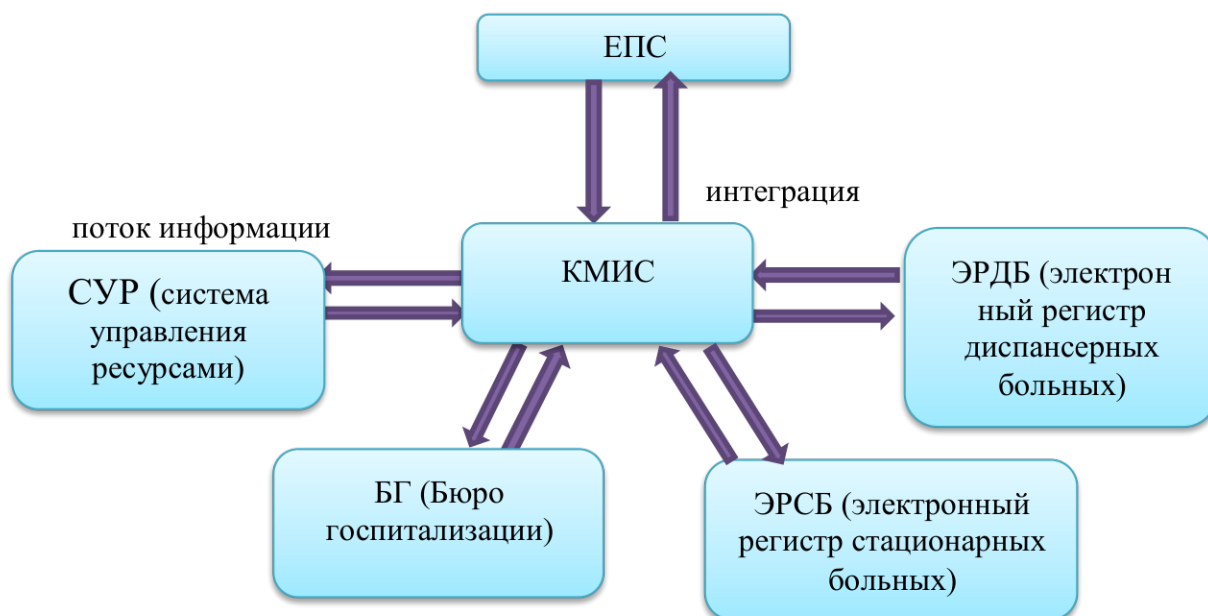 ЕПС
интеграция
поток информации
СУР (система
управления
ресурсами)
КМИС
ЭРДБ (электрон
ный регистр
диспансерных
больных)
БГ (Бюро
госпитализации)
ЭРСБ (электронный
регистр стационарных
больных)